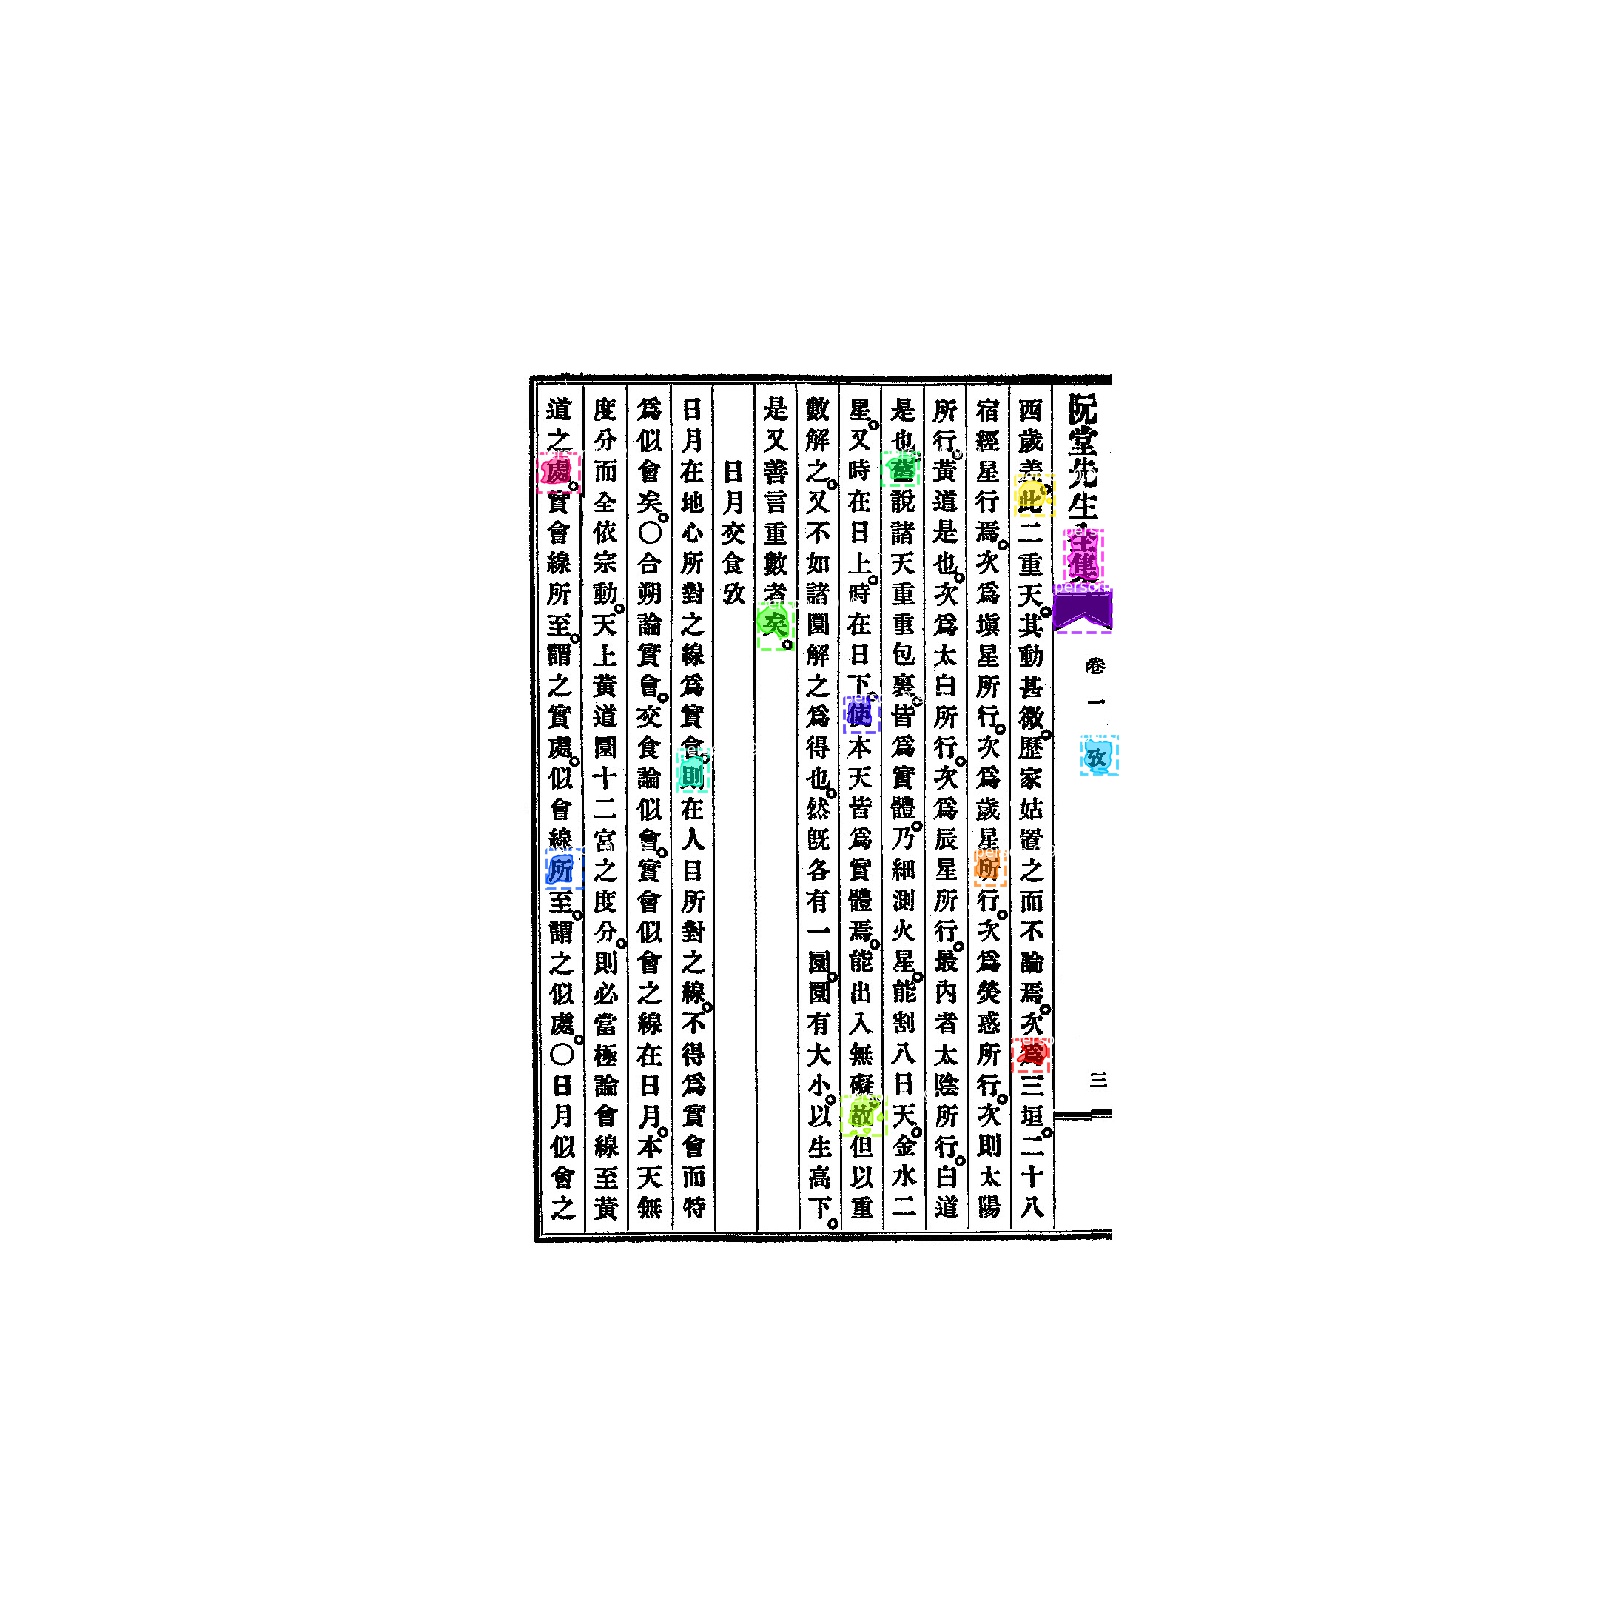 阮堂先生全集
卷一
攷
三
西歲差。此二重天。其動甚微。歷家姑置之而不論焉。次爲三垣。二十八
宿經星行焉。次爲塡星所行。次爲歲星所行。次爲熒惑所行。次則太陽
所行。黃道是也。次爲太白所行。次爲辰星所行。最內者太陰所行。白道
是也。舊說諸天重重包裹。皆爲實體。乃細測火星。能割入日天。金水二
星。又時在日上。時在日下。使本天皆爲實體焉。能出入無礙。故但以重
數解之。又不如諸圜解之爲得也。然旣各有一圜。圜有大小。以生高下。
是又善言重數者矣。
日月交食攷
日月在地心所對之線爲實會。則在人目所對之線。不得爲實會而特
爲似會矣。〇合朔論實會。交食論似會。實會似會之線在日月。本天無
度分而全依宗動。天上黃道圜十二宮之度分。則必當極論會線至黃
道之處。實會線所至。謂之實處。似會線所至。謂之似處。〇日月似會之